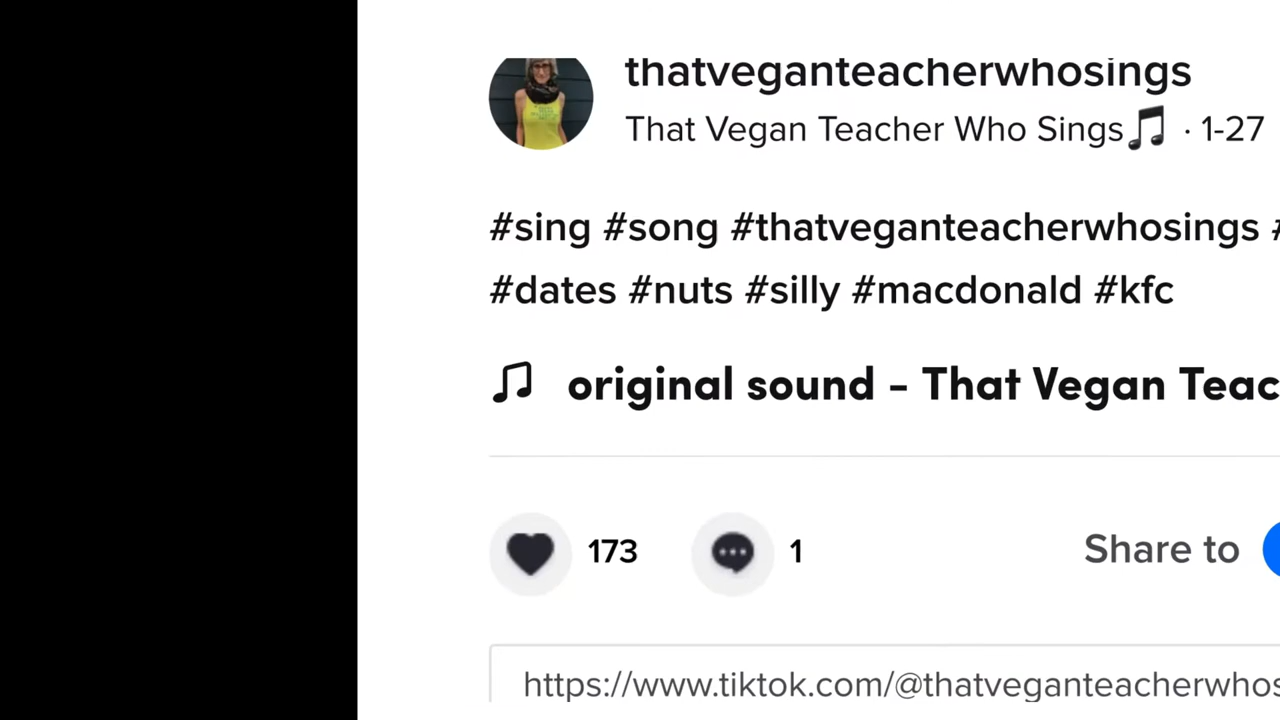 thatveganteacherwhosings
That Vegan Teacher Who Sings🎵 · 1-27
#sing #song #thatveganteacherwhosings #
#dates #nuts #silly #macdonald #kfc
original sound - That Vegan Teac
173 1 Share to
https://www.tiktok.com/@thatveganteacherwhos